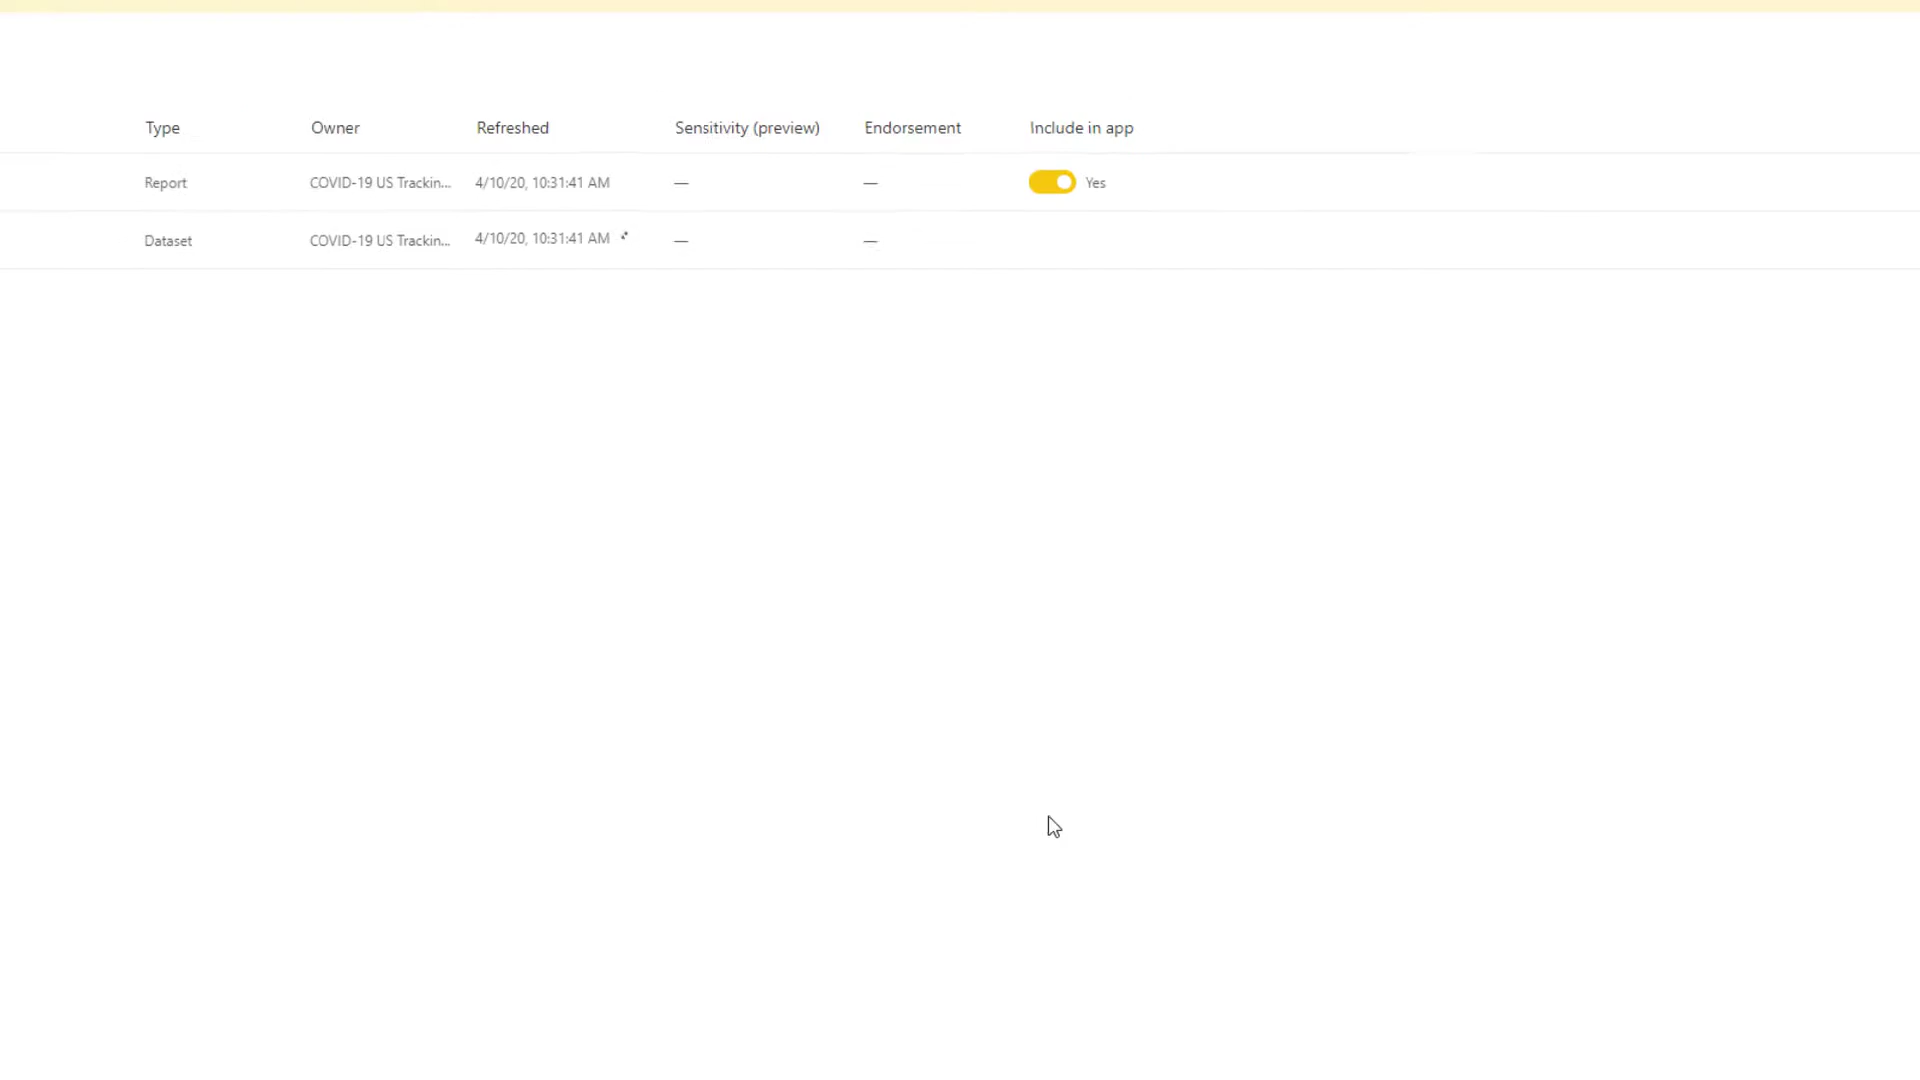 Type Owner Refreshed Sensitivity (preview) Endorsement Include in app
Report COVID-19 US Trackin... 4/10/20, 10:31:41 AM — — Yes
Dataset COVID-19 US Trackin... 4/10/20, 10:31:41 AM — —